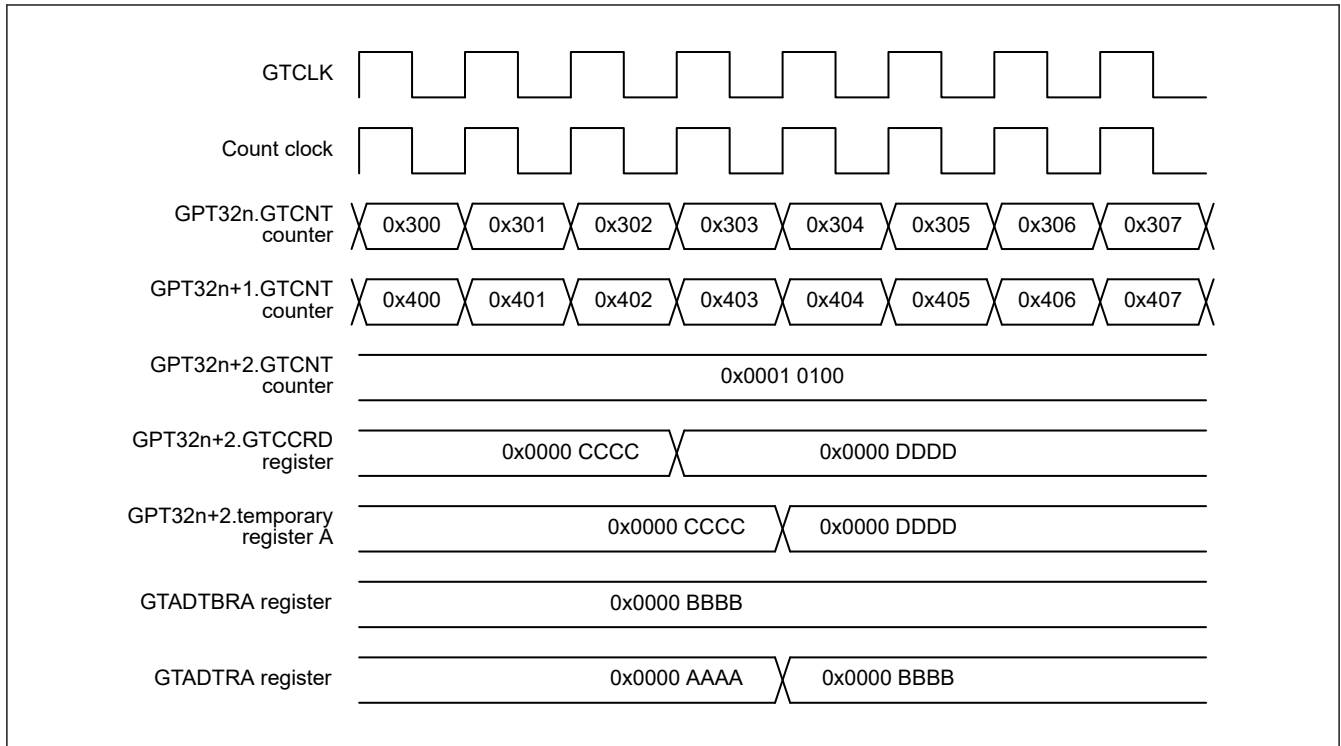 GTCLK
Count clock
GPT32n.GTCNT
counter
0x300 0x301 0x302 0x303 0x304 0x305 0x306 0x307
GPT32n+1.GTCNT
counter
0x400 0x401 0x402 0x403 0x404 0x405 0x406 0x407
GPT32n+2.GTCNT
counter
0x0001 0100
GPT32n+2.GTCCRD
register
0x0000 CCCC 0x0000 DDDD
GPT32n+2.temporary
register A
0x0000 CCCC 0x0000 DDDD
GTADTBRA register 0x0000 BBBB
GTADTRA register 0x0000 AAAA 0x0000 BBBB